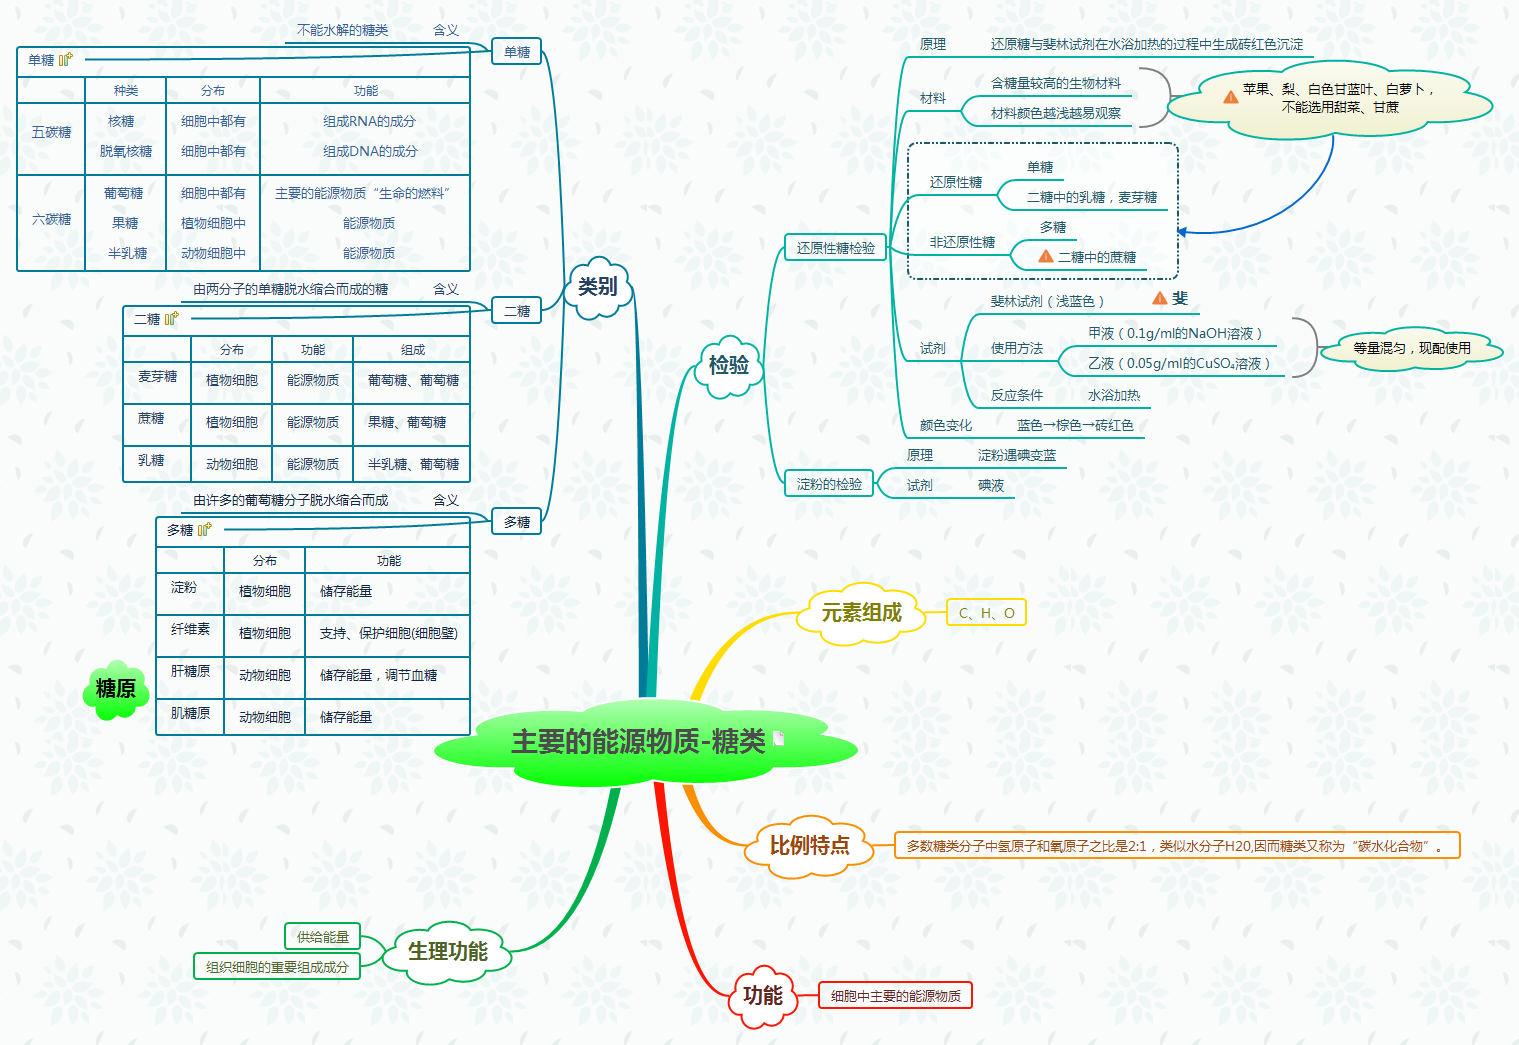 主要的能源物质-糖类
类别
单糖
不能水解的糖类 含义
单糖
种类 分布 功能
五碳糖
核糖 细胞中都有 组成RNA的成分
脱氧核糖 细胞中都有 组成DNA的成分
六碳糖
葡萄糖 细胞中都有 主要的能源物质“生命的燃料”
果糖 植物细胞中 能源物质
半乳糖 动物细胞中 能源物质
二糖
由两分子的单糖脱水缩合而成的糖 含义
二糖
分布 功能 组成
麦芽糖 植物细胞 能源物质 葡萄糖、葡萄糖
蔗糖 植物细胞 能源物质 果糖、葡萄糖
乳糖 动物细胞 能源物质 半乳糖、葡萄糖
多糖
由许多的葡萄糖分子脱水缩合而成 含义
多糖
分布 功能
淀粉 植物细胞 储存能量
纤维素 植物细胞 支持、保护细胞(细胞壁)
肝糖原 动物细胞 储存能量，调节血糖
肌糖原 动物细胞 储存能量
糖原
检验
还原性糖检验
原理 还原糖与斐林试剂在水浴加热的过程中生成砖红色沉淀
材料
含糖量较高的生物材料
材料颜色越浅越易观察
苹果、梨、白色甘蓝叶、白萝卜，
不能选用甜菜、甘蔗
还原性糖
单糖
二糖中的乳糖，麦芽糖
非还原性糖
多糖
二糖中的蔗糖
试剂
斐林试剂（浅蓝色） 斐
使用方法
甲液（0.1g/ml的NaOH溶液）
乙液（0.05g/ml的CuSO₄溶液）
等量混匀，现配使用
反应条件 水浴加热
颜色变化 蓝色→棕色→砖红色
淀粉的检验
原理 淀粉遇碘变蓝
试剂 碘液
元素组成
C、H、O
比例特点
多数糖类分子中氢原子和氧原子之比是2:1，类似水分子H20,因而糖类又称为“碳水化合物”。
功能
细胞中主要的能源物质
生理功能
供给能量
组织细胞的重要组成成分